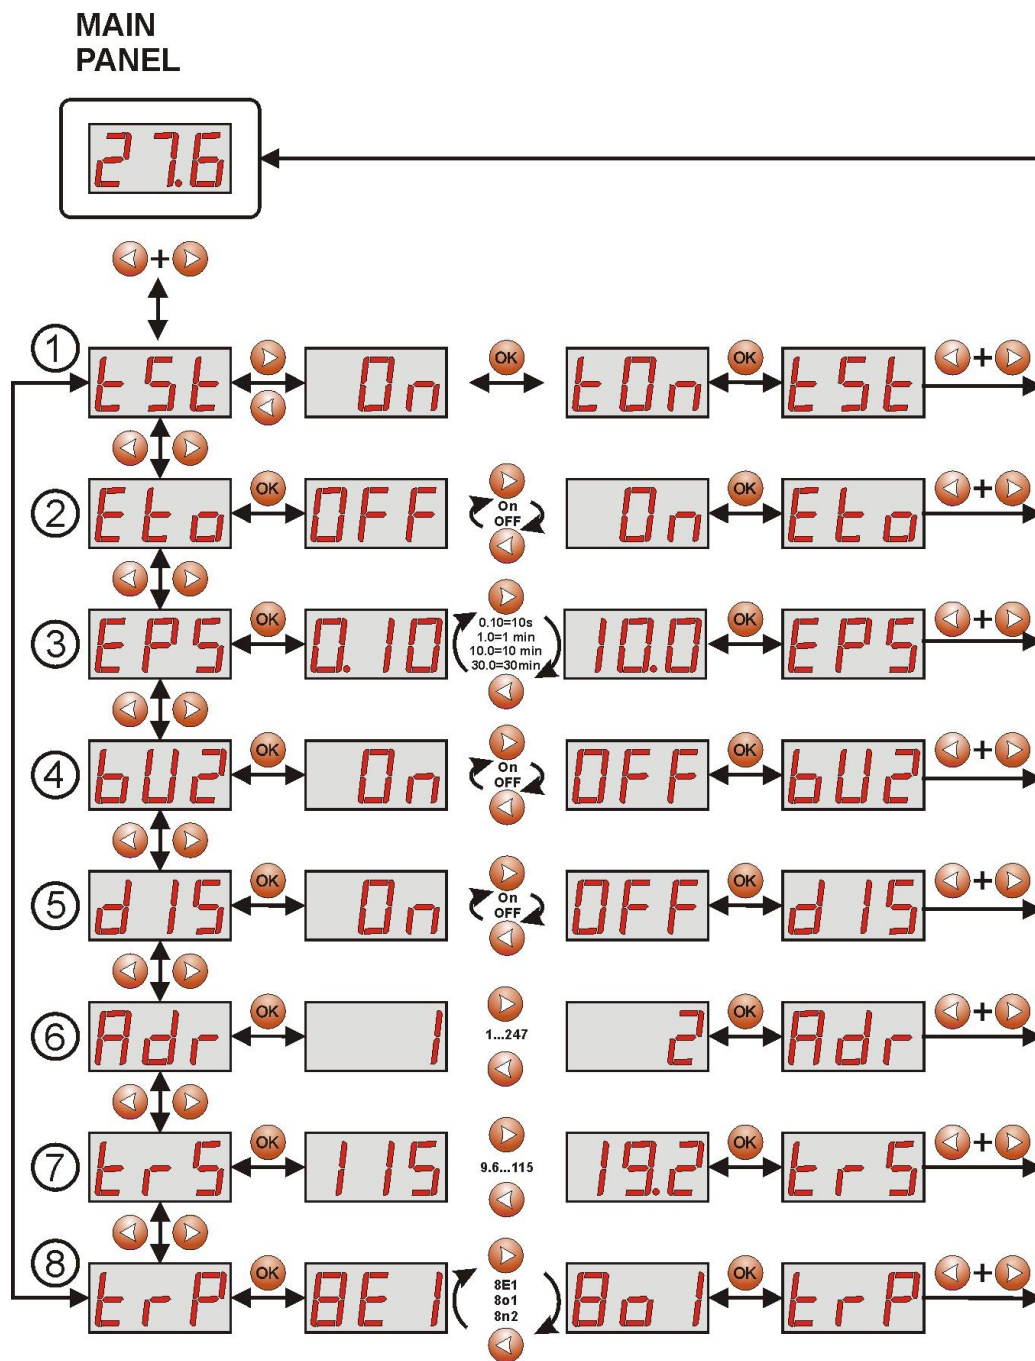 MAIN
PANEL
27.6
+
1 tSt On OK tOn OK tSt +
2 Eto OK OFF On OFF On OK Eto +
3 EPS OK 0.10 0.10=10s 1.0=1 min 10.0=10 min 30.0=30min 10.0 OK EPS +
4 bU2 OK On On OFF OFF OK bU2 +
5 d1S OK On On OFF OFF OK d1S +
6 Adr OK 1 1...247 2 OK Adr +
7 trS OK 115 9.6...115 19.2 OK trS +
8 trP OK 8E1 8E1 8o1 8n2 8o1 OK trP +